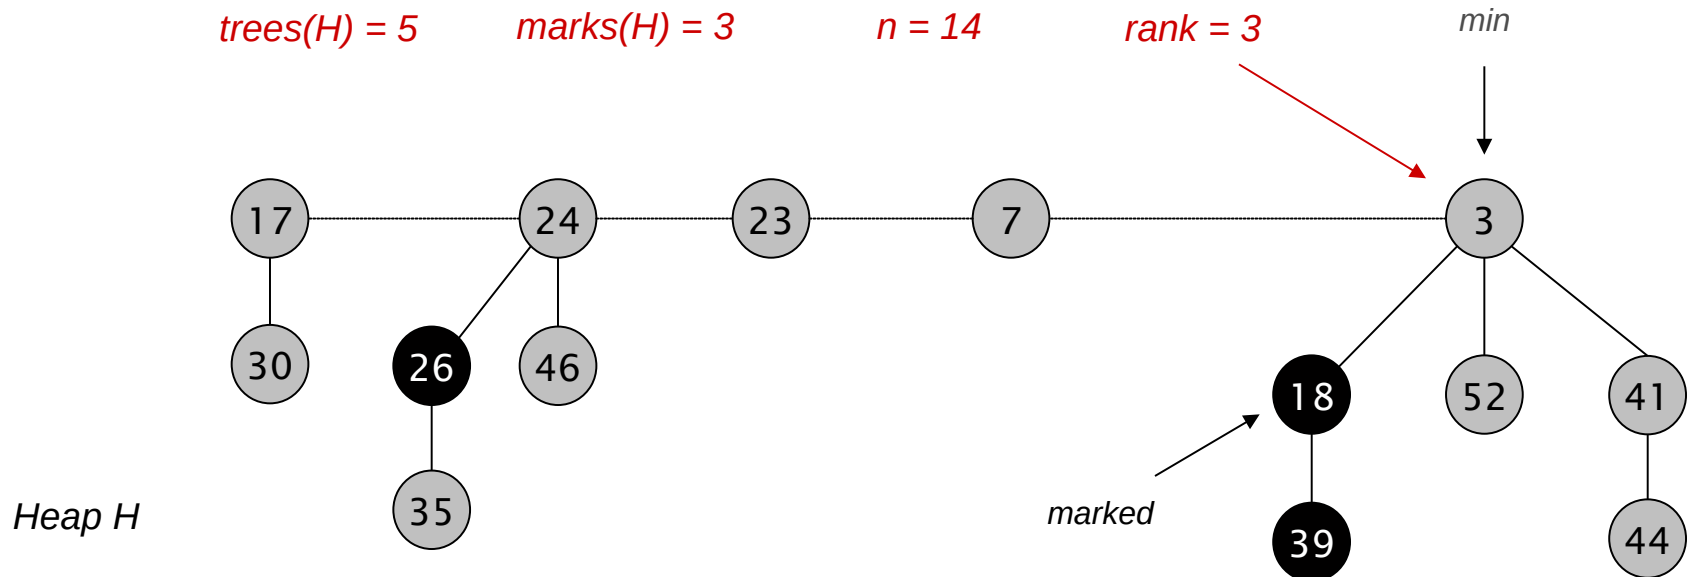 trees(H) = 5 marks(H) = 3 n = 14 rank = 3 min
17 24 23 7 3
30 26 46 18 52 41
35 39 44
marked
Heap H